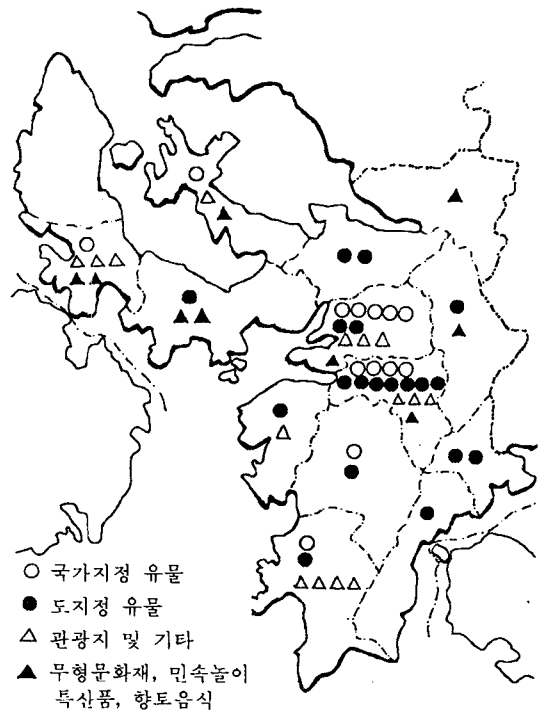 국가지정 유물
도지정 유물
관광지 및 기타
무형문화재, 민속놀이
특산품, 향토음식